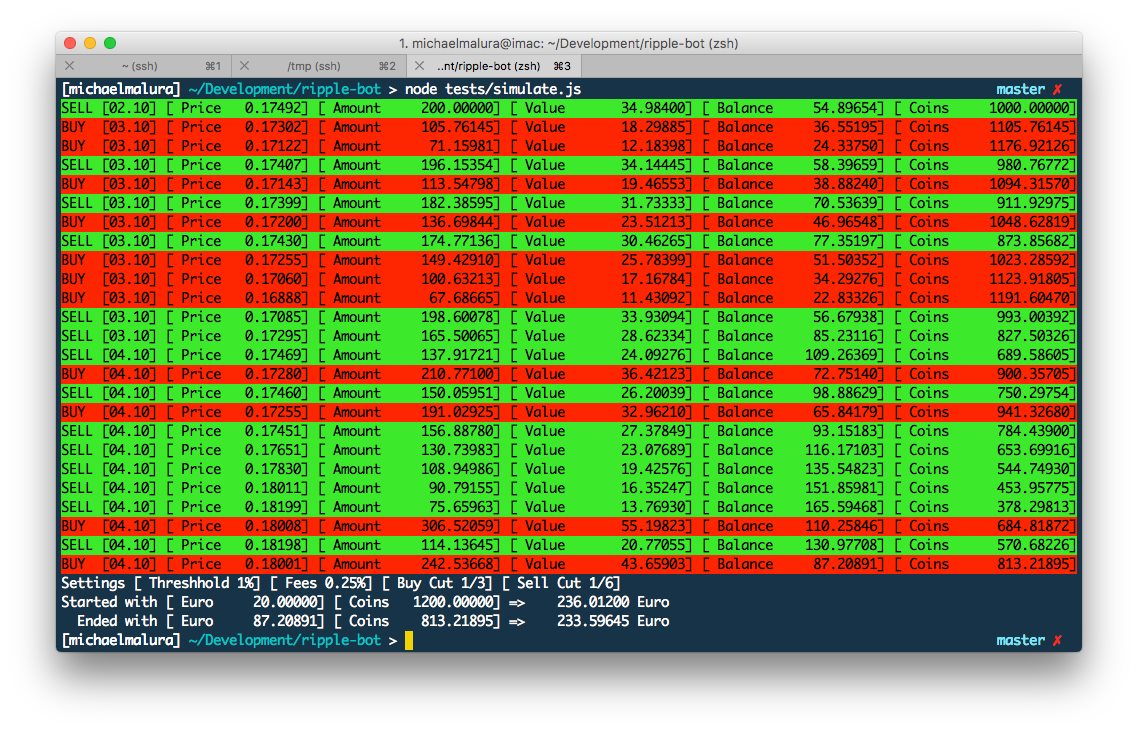 1. michaelmalura@imac: ~/Development/ripple-bot (zsh)
~ (ssh) ⌘1 /tmp (ssh) ⌘2 ..nt/ripple-bot (zsh) ⌘3
[michaelmalura] ~/Development/ripple-bot > node tests/simulate.js master ✗
SELL [02.10] [ Price 0.17492] [ Amount 200.00000] [ Value 34.98400] [ Balance 54.89654] [ Coins 1000.00000]
BUY [03.10] [ Price 0.17302] [ Amount 105.76145] [ Value 18.29885] [ Balance 36.55195] [ Coins 1105.76145]
BUY [03.10] [ Price 0.17122] [ Amount 71.15981] [ Value 12.18398] [ Balance 24.33750] [ Coins 1176.92126]
SELL [03.10] [ Price 0.17407] [ Amount 196.15354] [ Value 34.14445] [ Balance 58.39659] [ Coins 980.76772]
BUY [03.10] [ Price 0.17143] [ Amount 113.54798] [ Value 19.46553] [ Balance 38.88240] [ Coins 1094.31570]
SELL [03.10] [ Price 0.17399] [ Amount 182.38595] [ Value 31.73333] [ Balance 70.53639] [ Coins 911.92975]
BUY [03.10] [ Price 0.17200] [ Amount 136.69844] [ Value 23.51213] [ Balance 46.96548] [ Coins 1048.62819]
SELL [03.10] [ Price 0.17430] [ Amount 174.77136] [ Value 30.46265] [ Balance 77.35197] [ Coins 873.85682]
BUY [03.10] [ Price 0.17255] [ Amount 149.42910] [ Value 25.78399] [ Balance 51.50352] [ Coins 1023.28592]
BUY [03.10] [ Price 0.17060] [ Amount 100.63213] [ Value 17.16784] [ Balance 34.29276] [ Coins 1123.91805]
BUY [03.10] [ Price 0.16888] [ Amount 67.68665] [ Value 11.43092] [ Balance 22.83326] [ Coins 1191.60470]
SELL [03.10] [ Price 0.17085] [ Amount 198.60078] [ Value 33.93094] [ Balance 56.67938] [ Coins 993.00392]
SELL [03.10] [ Price 0.17295] [ Amount 165.50065] [ Value 28.62334] [ Balance 85.23116] [ Coins 827.50326]
SELL [04.10] [ Price 0.17469] [ Amount 137.91721] [ Value 24.09276] [ Balance 109.26369] [ Coins 689.58605]
BUY [04.10] [ Price 0.17280] [ Amount 210.77100] [ Value 36.42123] [ Balance 72.75140] [ Coins 900.35705]
SELL [04.10] [ Price 0.17460] [ Amount 150.05951] [ Value 26.20039] [ Balance 98.88629] [ Coins 750.29754]
BUY [04.10] [ Price 0.17255] [ Amount 191.02925] [ Value 32.96210] [ Balance 65.84179] [ Coins 941.32680]
SELL [04.10] [ Price 0.17451] [ Amount 156.88780] [ Value 27.37849] [ Balance 93.15183] [ Coins 784.43900]
SELL [04.10] [ Price 0.17651] [ Amount 130.73983] [ Value 23.07689] [ Balance 116.17103] [ Coins 653.69916]
SELL [04.10] [ Price 0.17830] [ Amount 108.94986] [ Value 19.42576] [ Balance 135.54823] [ Coins 544.74930]
SELL [04.10] [ Price 0.18011] [ Amount 90.79155] [ Value 16.35247] [ Balance 151.85981] [ Coins 453.95775]
SELL [04.10] [ Price 0.18199] [ Amount 75.65963] [ Value 13.76930] [ Balance 165.59468] [ Coins 378.29813]
BUY [04.10] [ Price 0.18008] [ Amount 306.52059] [ Value 55.19823] [ Balance 110.25846] [ Coins 684.81872]
SELL [04.10] [ Price 0.18198] [ Amount 114.13645] [ Value 20.77055] [ Balance 130.97708] [ Coins 570.68226]
BUY [04.10] [ Price 0.18001] [ Amount 242.53668] [ Value 43.65903] [ Balance 87.20891] [ Coins 813.21895]
Settings [ Threshhold 1%] [ Fees 0.25%] [ Buy Cut 1/3] [ Sell Cut 1/6]
Started with [ Euro 20.00000] [ Coins 1200.00000] => 236.01200 Euro
Ended with [ Euro 87.20891] [ Coins 813.21895] => 233.59645 Euro
[michaelmalura] ~/Development/ripple-bot > master ✗